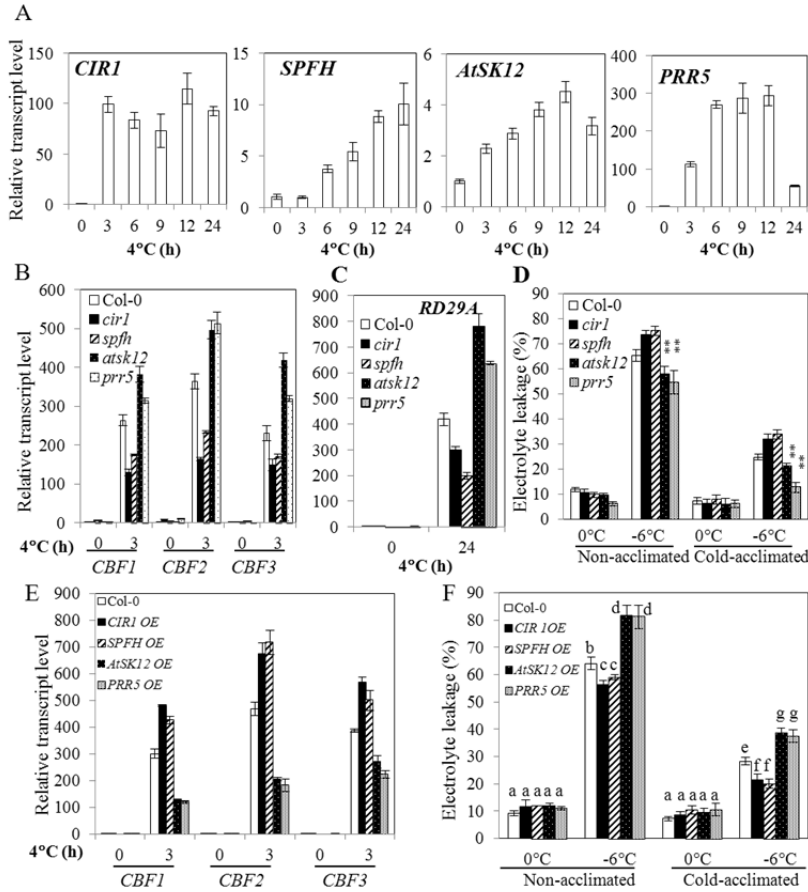 A
Relative transcript level
CIR1
150
100
50
0
0 3 6 9 12 24
4°C (h)
SPFH
15
10
5
0
0 3 6 9 12 24
4°C (h)
AtSK12
6
4
2
0
0 3 6 9 12 24
4°C (h)
PRR5
400
300
200
100
0
0 3 6 9 12 24
4°C (h)
B
Relative transcript level
600
500
400
300
200
100
0
Col-0
cir1
spfh
atsk12
prr5
4°C (h)
0 3 0 3 0 3
CBF1 CBF2 CBF3
C
RD29A
900
800
700
600
500
400
300
200
100
0
Col-0
cir1
spfh
atsk12
prr5
0 24
4°C (h)
D
Electrolyte leakage (%)
90
80
70
60
50
40
30
20
10
0
Col-0
cir1
spfh
atsk12
prr5
** **
** **
0°C -6°C 0°C -6°C
Non-acclimated Cold-acclimated
E
Relative transcript level
900
800
700
600
500
400
300
200
100
0
Col-0
CIR1 OE
SPFH OE
AtSK12 OE
PRR5 OE
4°C (h)
0 3 0 3 0 3
CBF1 CBF2 CBF3
F
Electrolyte leakage (%)
90
80
70
60
50
40
30
20
10
0
Col-0
CIR 1OE
SPFH OE
AtSK12 OE
PRR5 OE
a a a a a
b c c d d
a a a a a
e f f g g
0°C -6°C 0°C -6°C
Non-acclimated Cold-acclimated